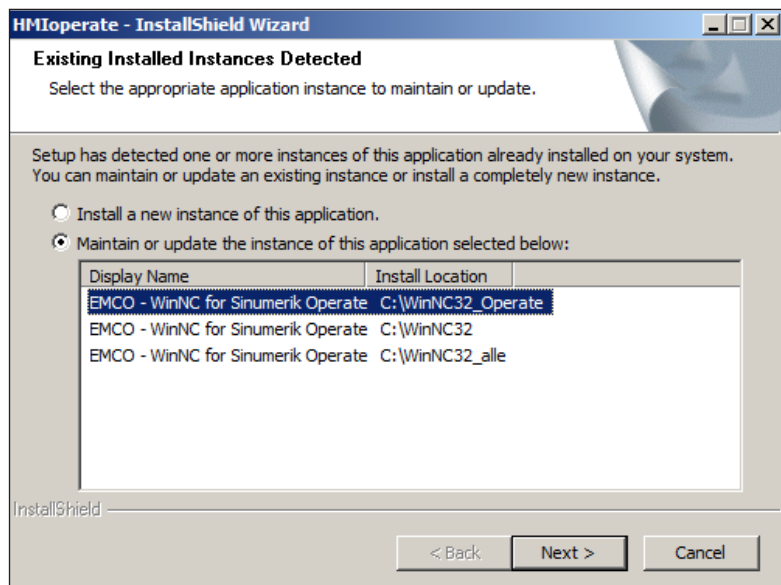 HMIoperate - InstallShield Wizard
Existing Installed Instances Detected
Select the appropriate application instance to maintain or update.
Setup has detected one or more instances of this application already installed on your system.
You can maintain or update an existing instance or install a completely new instance.
Install a new instance of this application.
Maintain or update the instance of this application selected below:
Display Name Install Location
EMCO - WinNC for Sinumerik Operate C:\WinNC32_Operate
EMCO - WinNC for Sinumerik Operate C:\WinNC32
EMCO - WinNC for Sinumerik Operate C:\WinNC32_alle
InstallShield
< Back Next > Cancel